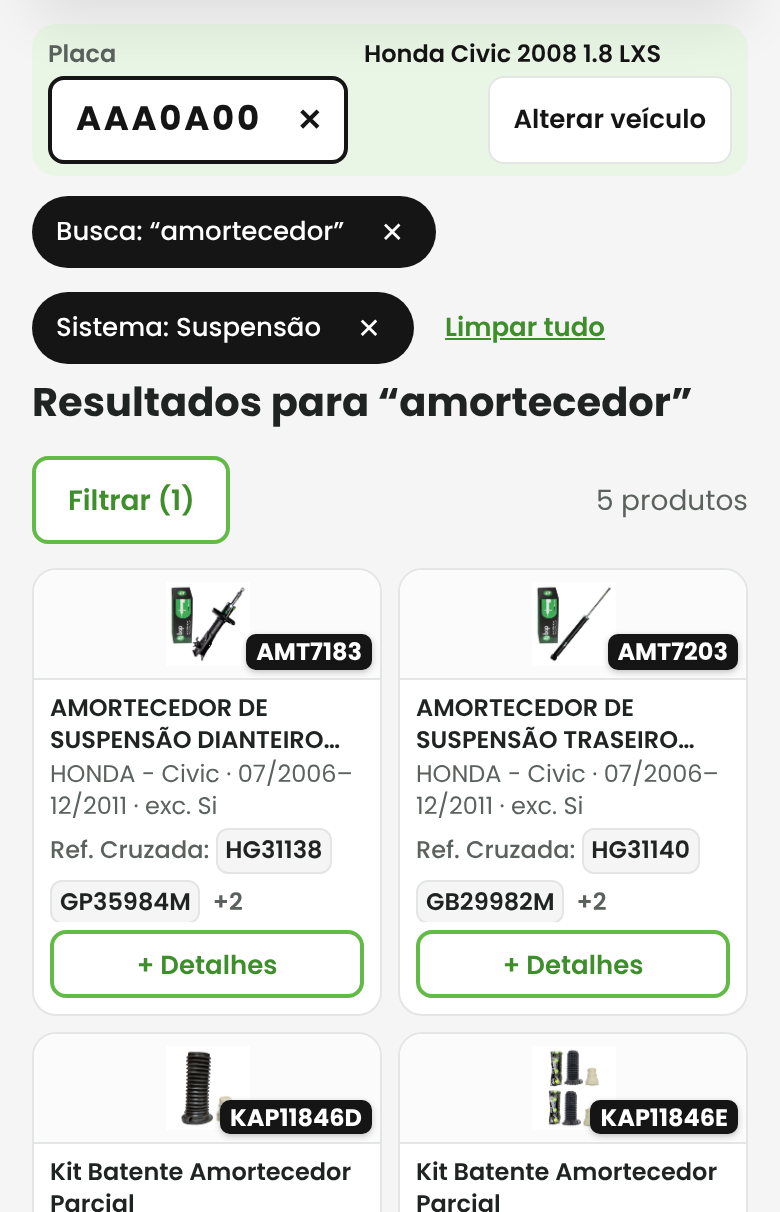 Placa
Honda Civic 2008 1.8 LXS
AAA0A00 ✕
Alterar veículo
Busca: “amortecedor” ✕
Sistema: Suspensão ✕
Limpar tudo
Resultados para “amortecedor”
Filtrar (1)
5 produtos
AMT7183
AMORTECEDOR DE
SUSPENSÃO DIANTEIRO...
HONDA - Civic · 07/2006–
12/2011 · exc. Si
Ref. Cruzada: HG31138
GP35984M +2
+ Detalhes
AMT7203
AMORTECEDOR DE
SUSPENSÃO TRASEIRO...
HONDA - Civic · 07/2006–
12/2011 · exc. Si
Ref. Cruzada: HG31140
GB29982M +2
+ Detalhes
KAP11846D
Kit Batente Amortecedor
Parcial
KAP11846E
Kit Batente Amortecedor
Parcial